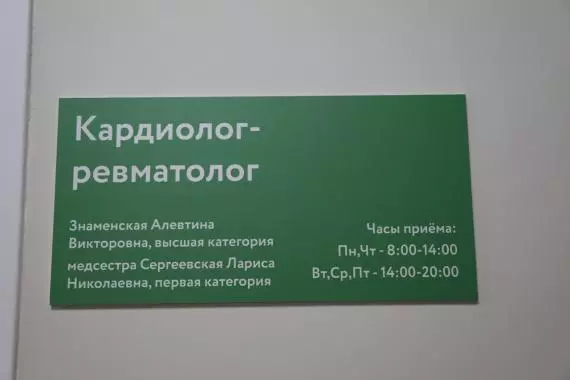 Кардиолог-
ревматолог
Знаменская Алевтина
Викторовна, высшая категория
медсестра Сергеевская Лариса
Николаевна, первая категория
Часы приёма:
Пн,Чт - 8:00-14:00
Вт,Ср,Пт - 14:00-20:00